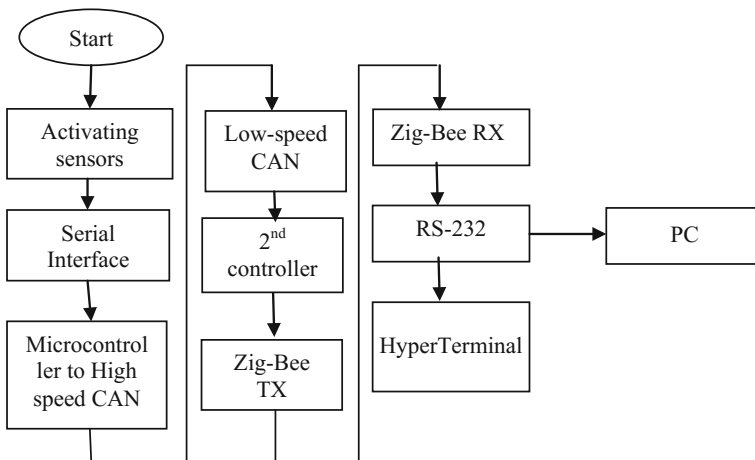 Start
Activating
sensors
Serial
Interface
Microcontrol
ler to High
speed CAN
Low-speed
CAN
2nd
controller
Zig-Bee
TX
Zig-Bee RX
RS-232
HyperTerminal
PC